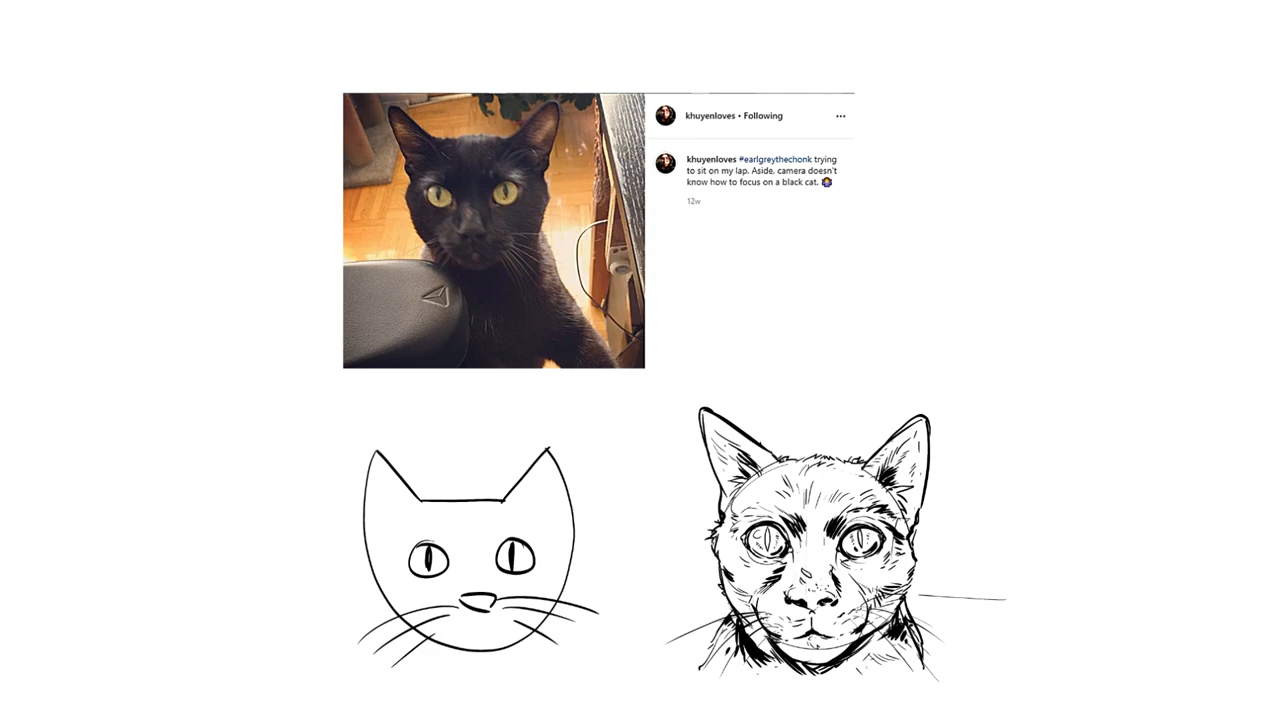 khuyenloves • Following
khuyenloves #earlgreythechonk trying
to sit on my lap. Aside, camera doesn't
know how to focus on a black cat. 🤷🏻‍♀️
12w